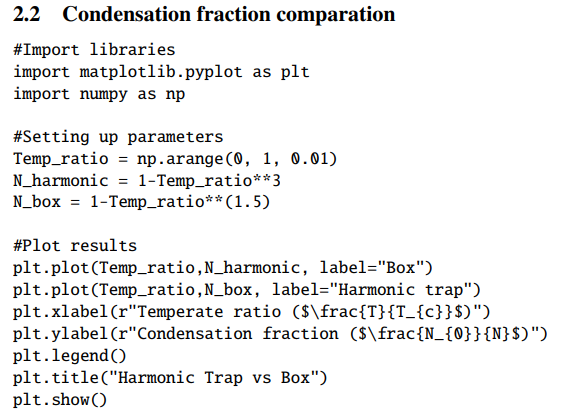 2.2 Condensation fraction comparation
#Import libraries
import matplotlib.pyplot as plt
import numpy as np
#Setting up parameters
Temp_ratio = np.arange(0, 1, 0.01)
N_harmonic = 1-Temp_ratio**3
N_box = 1-Temp_ratio**(1.5)
#Plot results
plt.plot(Temp_ratio,N_harmonic, label="Box")
plt.plot(Temp_ratio,N_box, label="Harmonic trap")
plt.xlabel(r"Temperate ratio ($\frac{T}{T_{c}}$)")
plt.ylabel(r"Condensation fraction ($\frac{N_{0}}{N}$)")
plt.legend()
plt.title("Harmonic Trap vs Box")
plt.show()